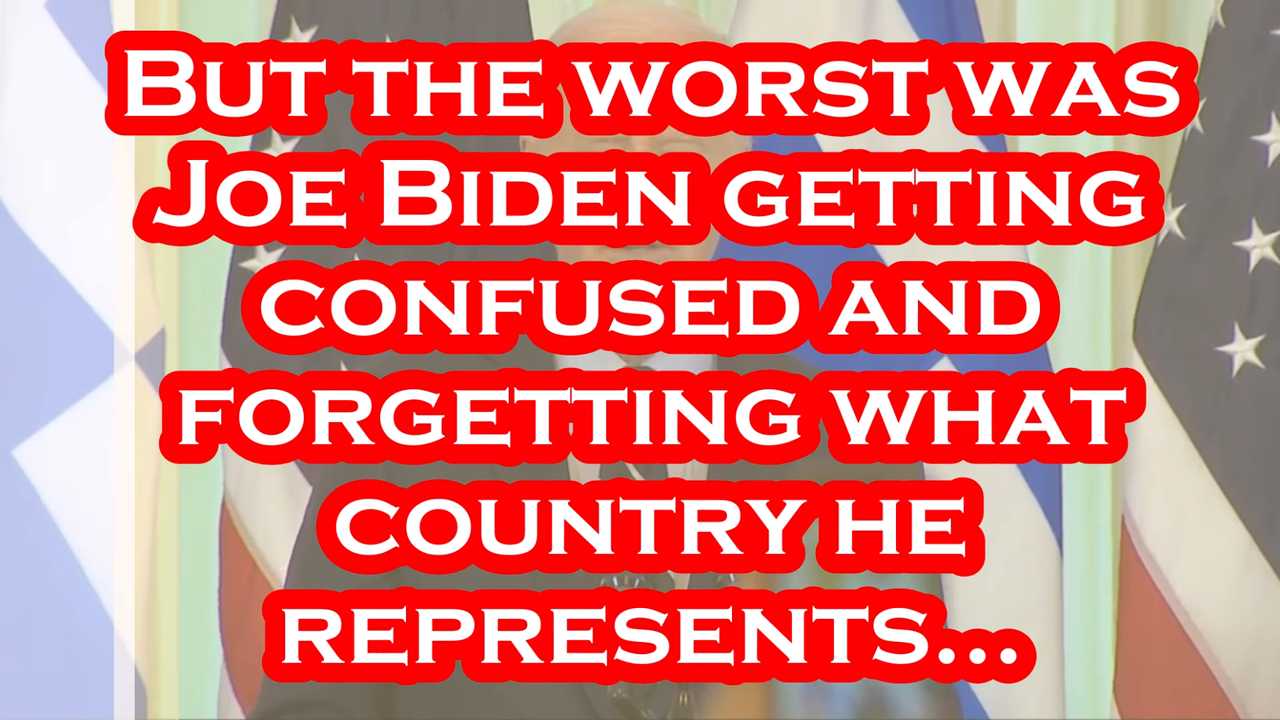 But the worst was
Joe Biden getting
confused and
forgetting what
country he
represents...